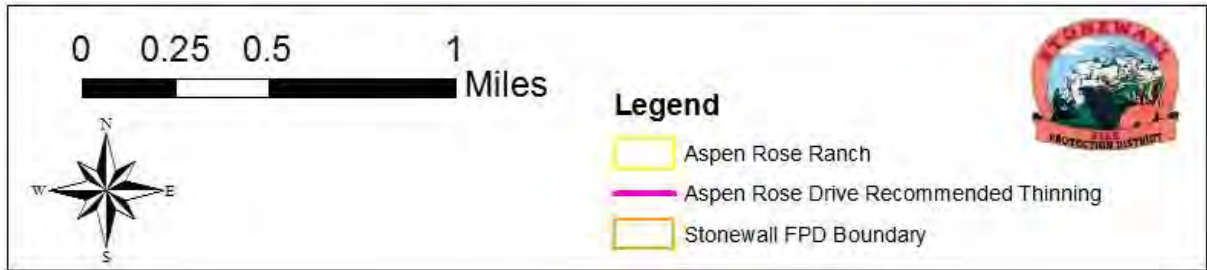 0 0.25 0.5 1
Miles
N
W E
S
Legend
Aspen Rose Ranch
Aspen Rose Drive Recommended Thinning
Stonewall FPD Boundary
STONEWALL
FIRE
PROTECTION DISTRICT